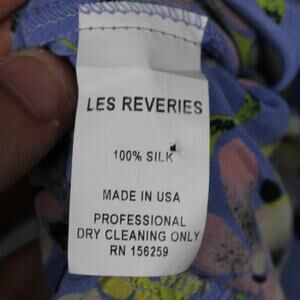 LES REVERIES
100% SILK
MADE IN USA
PROFESSIONAL
DRY CLEANING ONLY
RN 156259